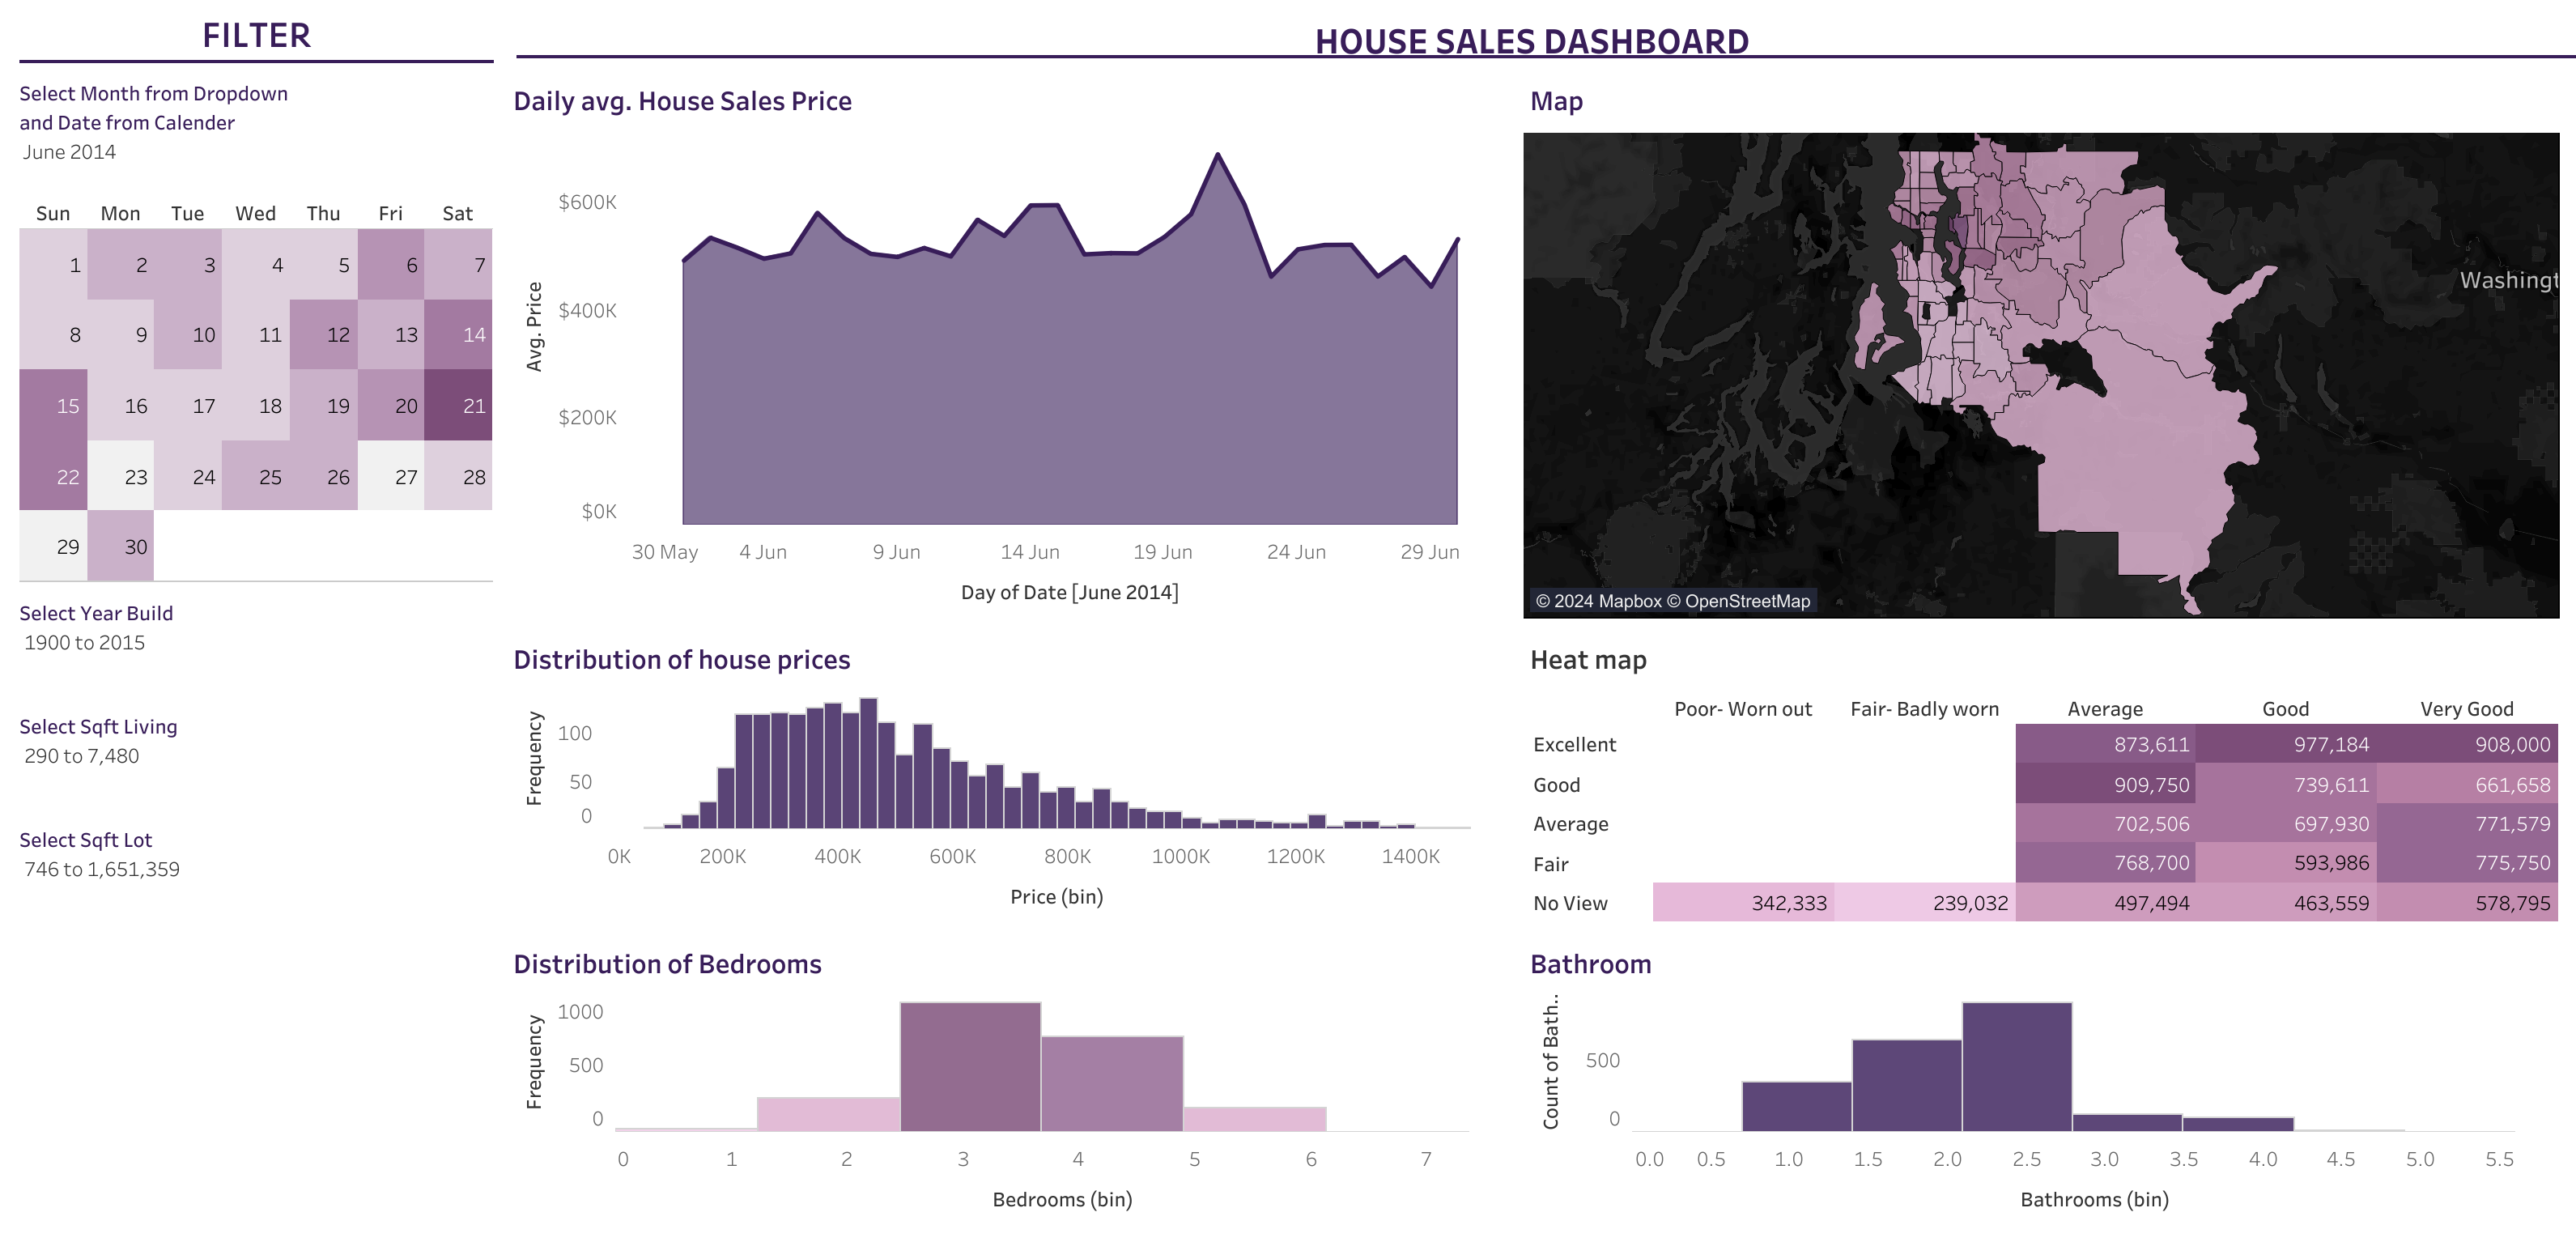 FILTER
HOUSE SALES DASHBOARD
Select Month from Dropdown
and Date from Calender
June 2014
Sun Mon Tue Wed Thu Fri Sat
1 2 3 4 5 6 7
8 9 10 11 12 13 14
15 16 17 18 19 20 21
22 23 24 25 26 27 28
29 30
Select Year Build
1900 to 2015
Select Sqft Living
290 to 7,480
Select Sqft Lot
746 to 1,651,359
Daily avg. House Sales Price
Avg. Price
$600K
$400K
$200K
$0K
30 May 4 Jun 9 Jun 14 Jun 19 Jun 24 Jun 29 Jun
Day of Date [June 2014]
Map
Washingt
© 2024 Mapbox © OpenStreetMap
Distribution of house prices
Frequency
100
50
0
0K 200K 400K 600K 800K 1000K 1200K 1400K
Price (bin)
Heat map
Poor- Worn out Fair- Badly worn Average Good Very Good
Excellent 873,611 977,184 908,000
Good 909,750 739,611 661,658
Average 702,506 697,930 771,579
Fair 768,700 593,986 775,750
No View 342,333 239,032 497,494 463,559 578,795
Distribution of Bedrooms
Frequency
1000
500
0
0 1 2 3 4 5 6 7
Bedrooms (bin)
Bathroom
Count of Bath..
500
0
0.0 0.5 1.0 1.5 2.0 2.5 3.0 3.5 4.0 4.5 5.0 5.5
Bathrooms (bin)